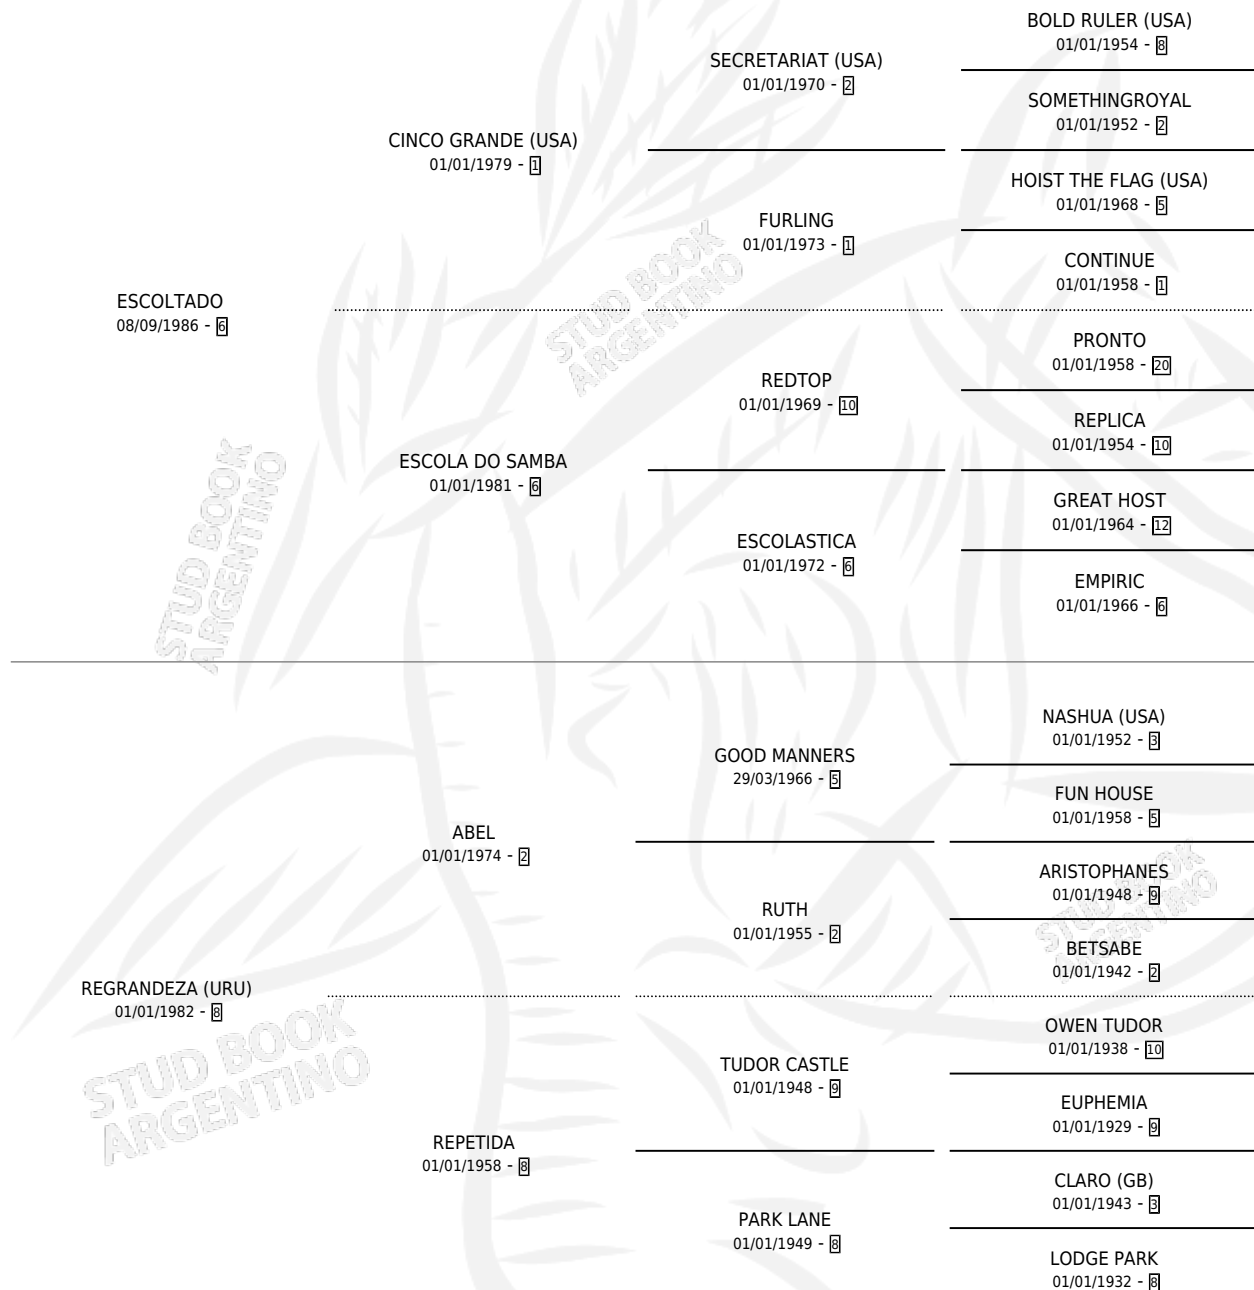 BOLD RULER (USA)
01/01/1954 - 8
SECRETARIAT (USA)
01/01/1970 - 2
SOMETHINGROYAL
01/01/1952 - 2
CINCO GRANDE (USA)
01/01/1979 - 1
HOIST THE FLAG (USA)
01/01/1968 - 5
FURLING
01/01/1973 - 1
CONTINUE
01/01/1958 - 1
ESCOLTADO
08/09/1986 - 6
PRONTO
01/01/1958 - 20
REDTOP
01/01/1969 - 10
REPLICA
01/01/1954 - 10
ESCOLA DO SAMBA
01/01/1981 - 6
GREAT HOST
01/01/1964 - 12
ESCOLASTICA
01/01/1972 - 6
EMPIRIC
01/01/1966 - 6
NASHUA (USA)
01/01/1952 - 3
GOOD MANNERS
29/03/1966 - 5
FUN HOUSE
01/01/1958 - 5
ABEL
01/01/1974 - 2
ARISTOPHANES
01/01/1948 - 9
RUTH
01/01/1955 - 2
BETSABE
01/01/1942 - 2
REGRANDEZA (URU)
01/01/1982 - 8
OWEN TUDOR
01/01/1938 - 10
TUDOR CASTLE
01/01/1948 - 9
EUPHEMIA
01/01/1929 - 9
REPETIDA
01/01/1958 - 8
CLARO (GB)
01/01/1943 - 3
PARK LANE
01/01/1949 - 8
LODGE PARK
01/01/1932 - 8
STUD BOOK
ARGENTINO
STUD BOOK
ARGENTINO
STUD BOOK
ARGENTINO
STUD BOOK
ARGENTINO